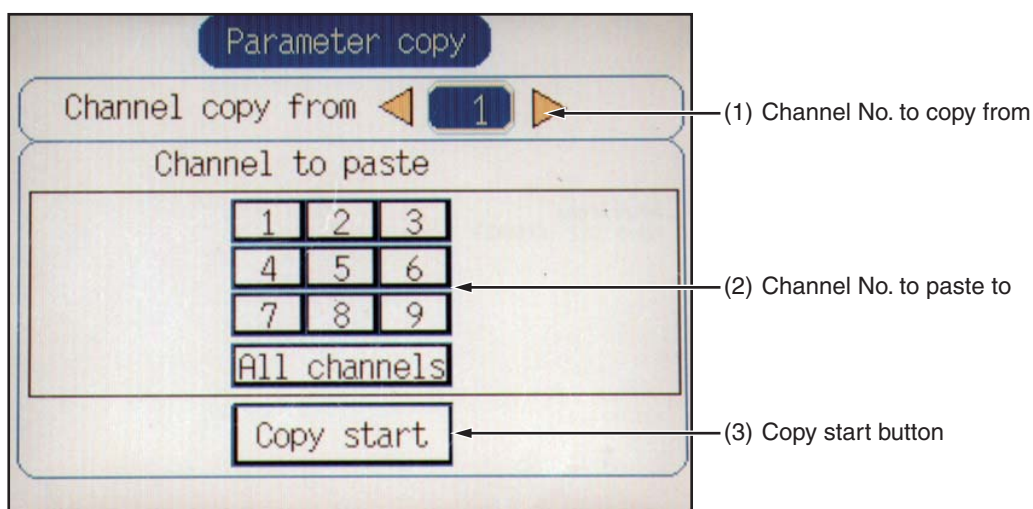 Parameter copy
Channel copy from 1
(1) Channel No. to copy from
Channel to paste
1 2 3
4 5 6
(2) Channel No. to paste to
7 8 9
All channels
Copy start
(3) Copy start button